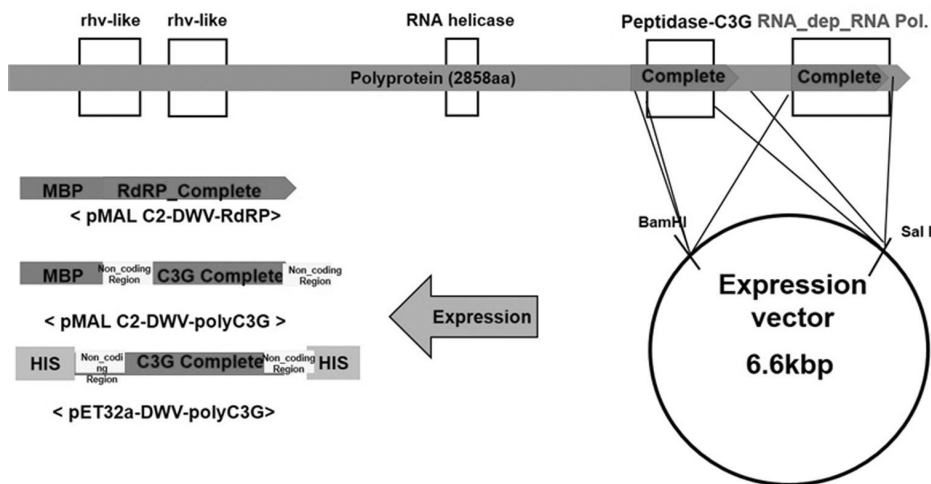 rhv-like
rhv-like
RNA helicase
Peptidase-C3G
RNA_dep_RNA Pol.
Polyprotein (2858aa)
Complete
Complete
MBP
RdRP_Complete
< pMAL C2-DWV-RdRP>
MBP
Non_coding
Region
C3G Complete
Non_coding
Region
< pMAL C2-DWV-polyC3G >
HIS
Non_codi
ng
Region
C3G Complete
Non_coding
Region
HIS
< pET32a-DWV-polyC3G>
Expression
BamHI
Sal I
Expression
vector
6.6kbp